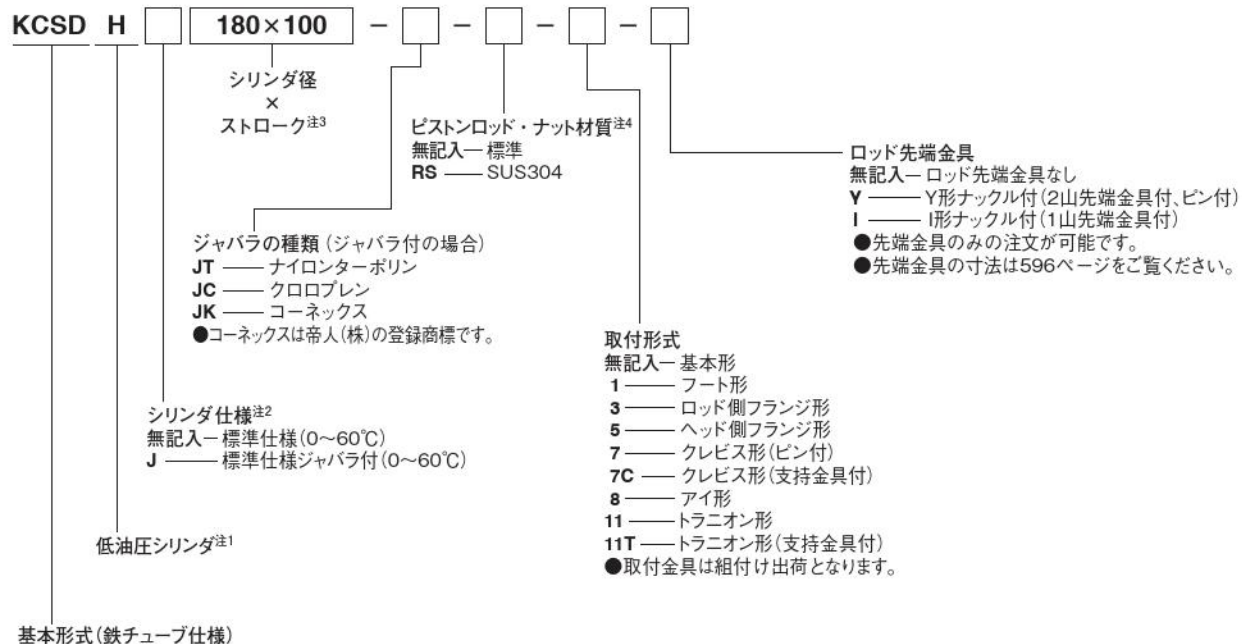 KCSD H 180×100 - - - -
シリンダ径
×
ストローク注3
ピストンロッド・ナット材質注4
無記入─標準
RS ── SUS304
ロッド先端金具
無記入─ロッド先端金具なし
Y ── Y形ナックル付(2山先端金具付、ピン付)
I ── I形ナックル付(1山先端金具付)
●先端金具のみの注文が可能です。
●先端金具の寸法は596ページをご覧ください。
ジャバラの種類(ジャバラ付の場合)
JT ── ナイロンターポリン
JC ── クロロプレン
JK ── コーネックス
●コーネックスは帝人(株)の登録商標です。
取付形式
無記入─基本形
1 ── フート形
3 ── ロッド側フランジ形
5 ── ヘッド側フランジ形
7 ── クレビス形(ピン付)
7C ── クレビス形(支持金具付)
8 ── アイ形
11 ── トラニオン形
11T ── トラニオン形(支持金具付)
●取付金具は組付け出荷となります。
シリンダ仕様注2
無記入─標準仕様(0~60℃)
J ── 標準仕様ジャバラ付(0~60℃)
低油圧シリンダ注1
基本形式(鉄チューブ仕様)